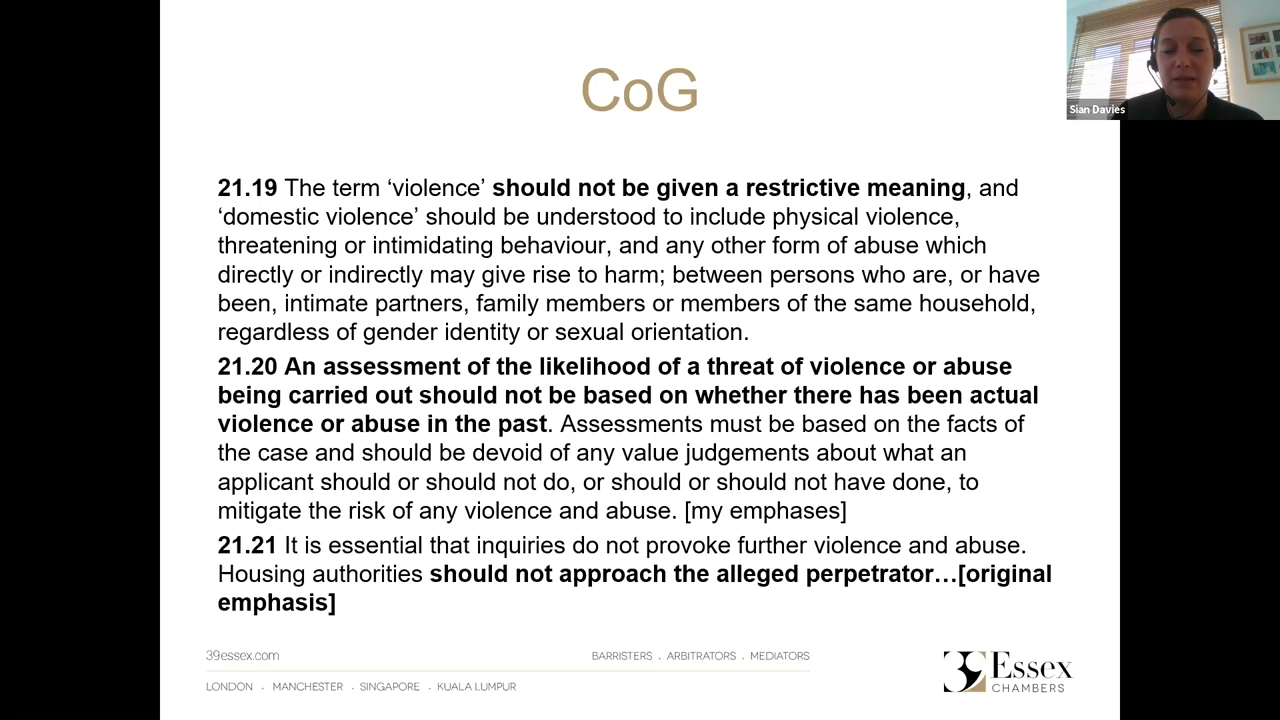 CoG
Sian Davies
21.19 The term ‘violence’ should not be given a restrictive meaning, and
‘domestic violence’ should be understood to include physical violence,
threatening or intimidating behaviour, and any other form of abuse which
directly or indirectly may give rise to harm; between persons who are, or have
been, intimate partners, family members or members of the same household,
regardless of gender identity or sexual orientation.
21.20 An assessment of the likelihood of a threat of violence or abuse
being carried out should not be based on whether there has been actual
violence or abuse in the past. Assessments must be based on the facts of
the case and should be devoid of any value judgements about what an
applicant should or should not do, or should or should not have done, to
mitigate the risk of any violence and abuse. [my emphases]
21.21 It is essential that inquiries do not provoke further violence and abuse.
Housing authorities should not approach the alleged perpetrator…[original
emphasis]
39essex.com
BARRISTERS . ARBITRATORS . MEDIATORS
LONDON . MANCHESTER . SINGAPORE . KUALA LUMPUR
39 Essex
CHAMBERS